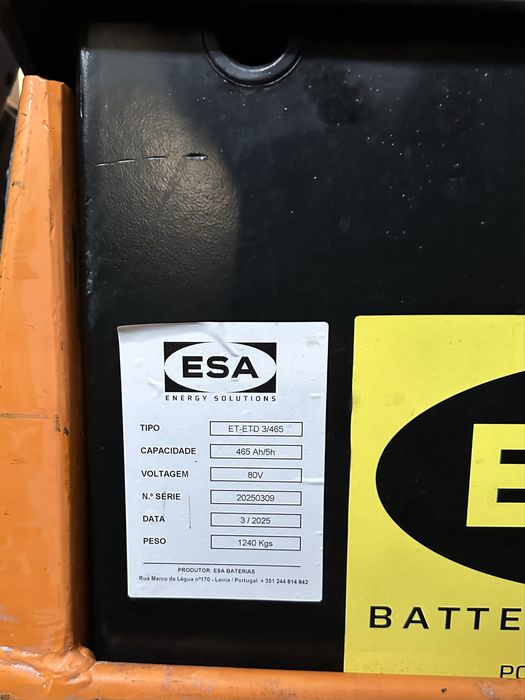 ESA
ENERGY SOLUTIONS
TIPO ET-ETD 3/465
CAPACIDADE 465 Ah/5h
VOLTAGEM 80V
N.º SÉRIE 20250309
DATA 3 / 2025
PESO 1240 Kgs
PRODUTOR: ESA BATERIAS
Rua Marco da Légua nº170 - Leiria / Portugal + 351 244 814 842
E
BATTE
PO